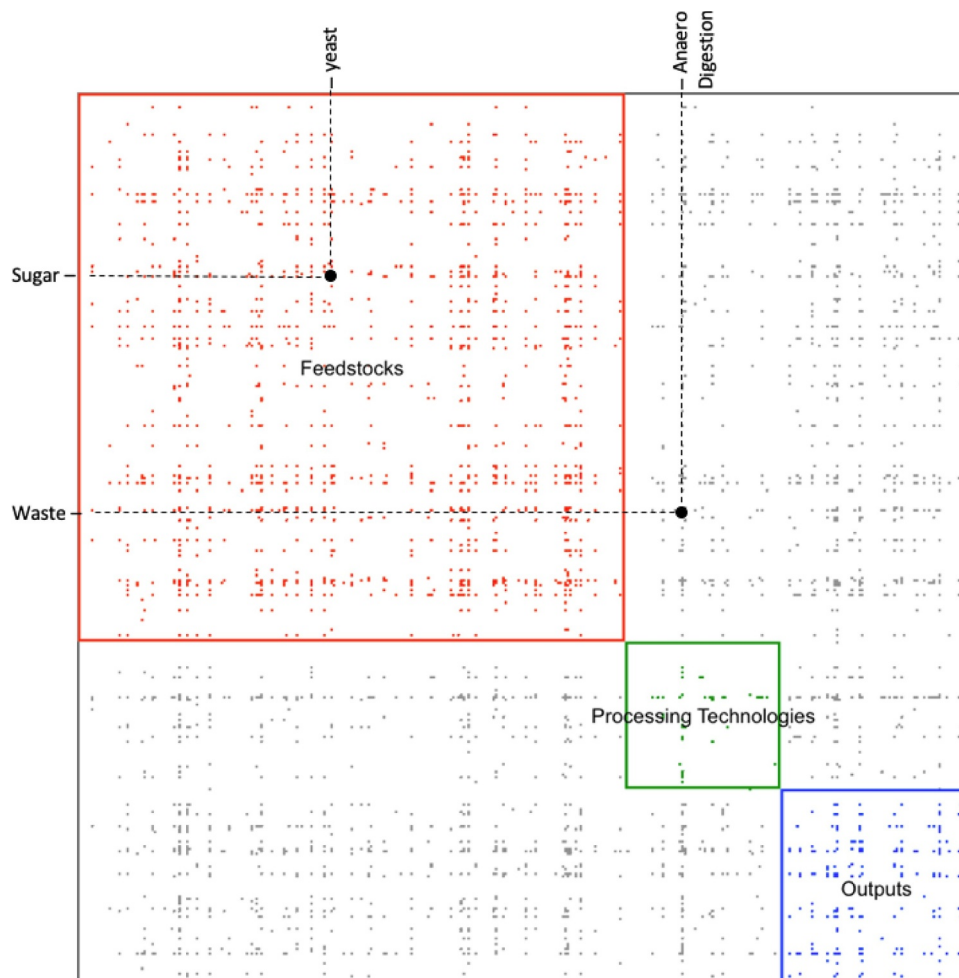 yeast
Anaero
Digestion
Sugar
Feedstocks
Waste
Processing Technologies
Outputs